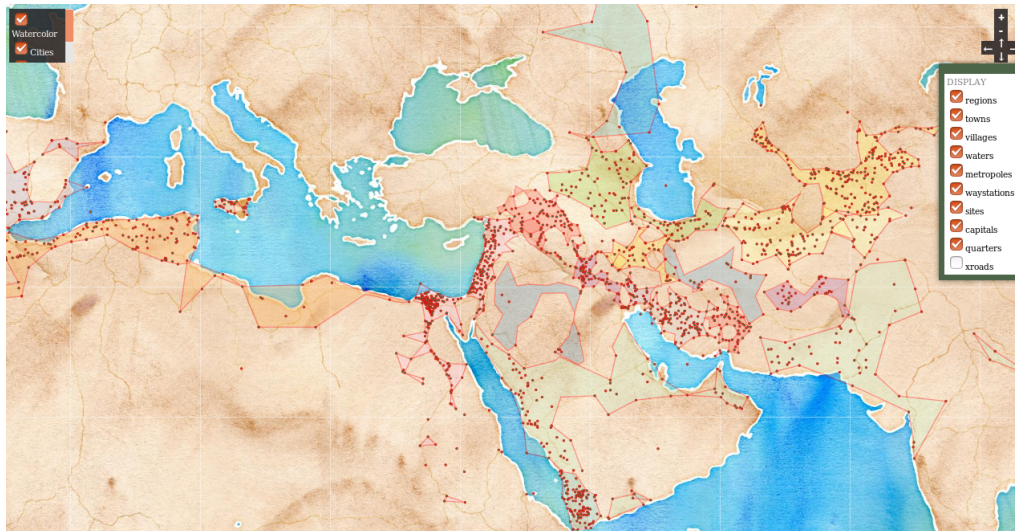 Watercolor
Cities
+
-
↑
←
→
↓
DISPLAY
regions
towns
villages
waters
metropoles
waystations
sites
capitals
quarters
xroads